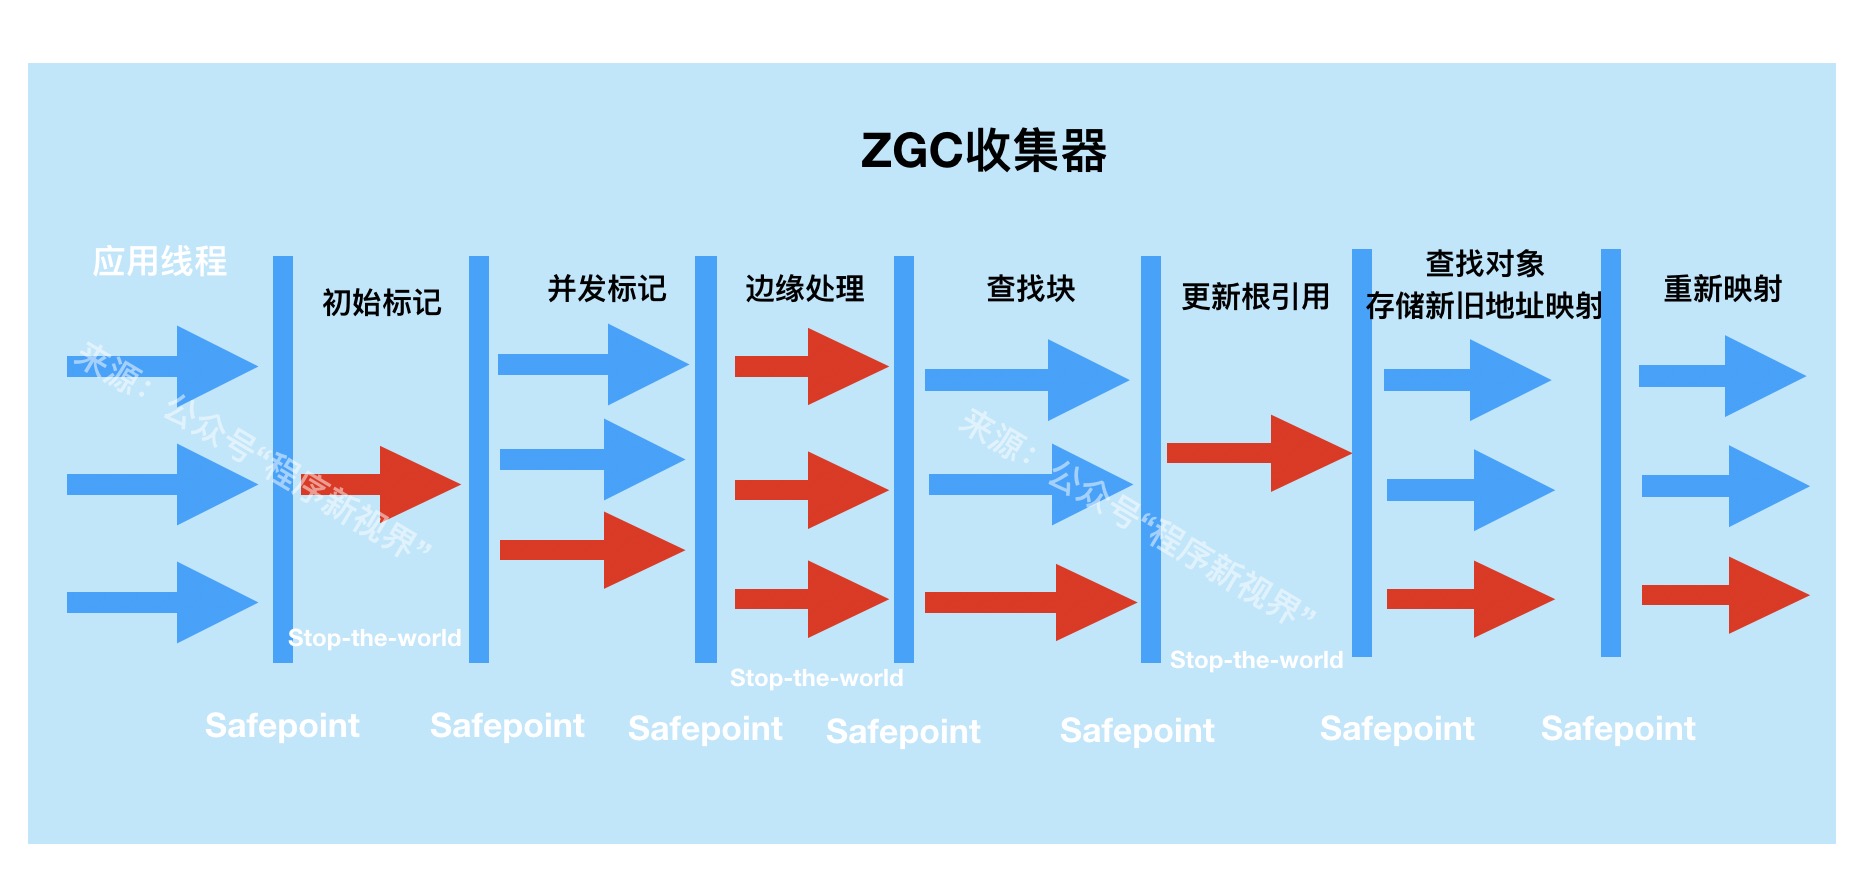 ZGC收集器
应用线程
初始标记
并发标记
边缘处理
查找块
更新根引用
查找对象
存储新旧地址映射
重新映射
来源：公众号“程序新视界”
来源：公众号“程序新视界”
Stop-the-world
Stop-the-world
Stop-the-world
Safepoint
Safepoint
Safepoint
Safepoint
Safepoint
Safepoint
Safepoint